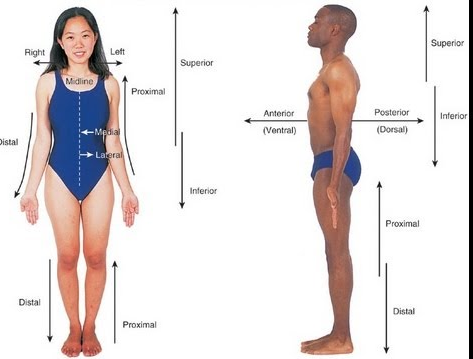 Right
Left
Midline
Proximal
Superior
Medial
Lateral
Inferior
Distal
Proximal
Superior
Anterior
(Ventral)
Posterior
(Dorsal)
Inferior
Proximal
Distal
Distal
Proximal